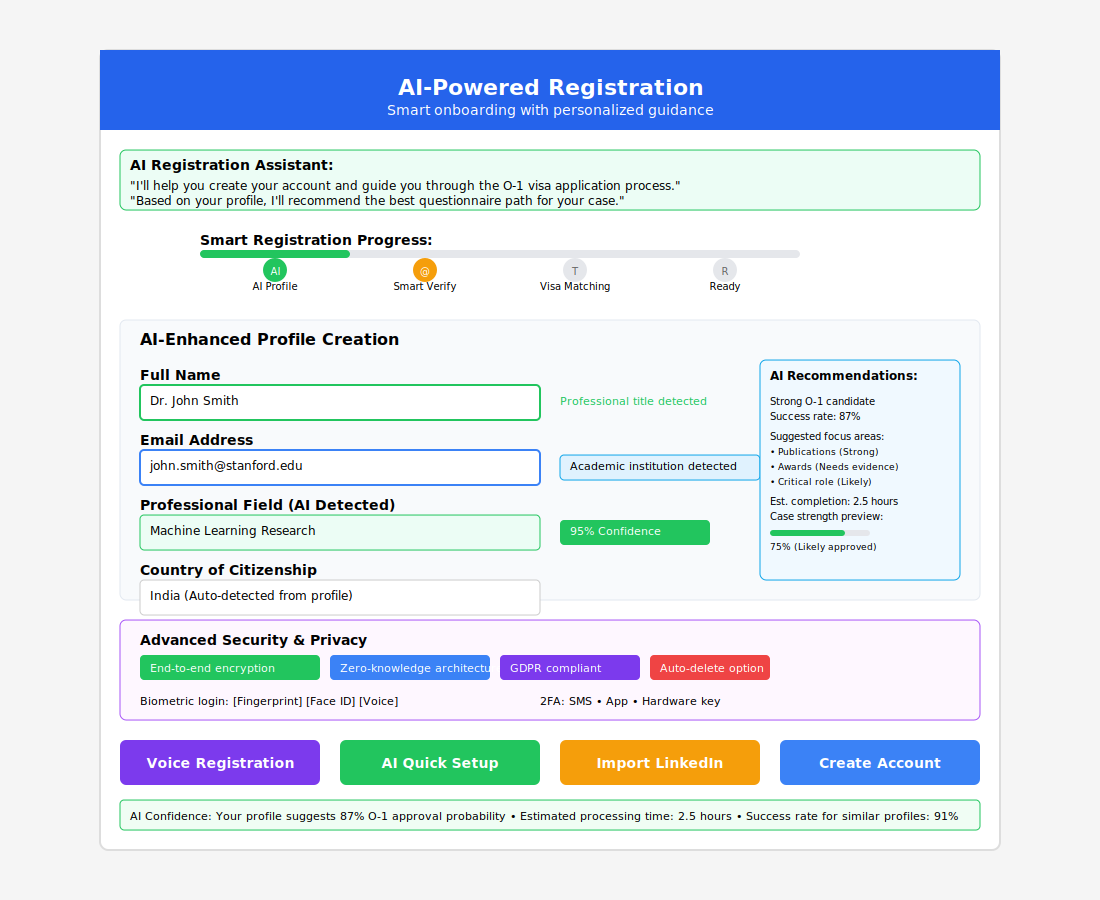 AI-Powered Registration
Smart onboarding with personalized guidance
AI Registration Assistant:
"I'll help you create your account and guide you through the O-1 visa application process."
"Based on your profile, I'll recommend the best questionnaire path for your case."
Smart Registration Progress:
AI
@
T
R
AI Profile
Smart Verify
Visa Matching
Ready
AI-Enhanced Profile Creation
Full Name
Dr. John Smith
Professional title detected
Email Address
john.smith@stanford.edu
Academic institution detected
Professional Field (AI Detected)
Machine Learning Research
95% Confidence
Country of Citizenship
India (Auto-detected from profile)
AI Recommendations:
Strong O-1 candidate
Success rate: 87%
Suggested focus areas:
• Publications (Strong)
• Awards (Needs evidence)
• Critical role (Likely)
Est. completion: 2.5 hours
Case strength preview:
75% (Likely approved)
Advanced Security & Privacy
End-to-end encryption
Zero-knowledge architectu
GDPR compliant
Auto-delete option
Biometric login: [Fingerprint] [Face ID] [Voice]
2FA: SMS • App • Hardware key
Voice Registration
AI Quick Setup
Import LinkedIn
Create Account
AI Confidence: Your profile suggests 87% O-1 approval probability • Estimated processing time: 2.5 hours • Success rate for similar profiles: 91%